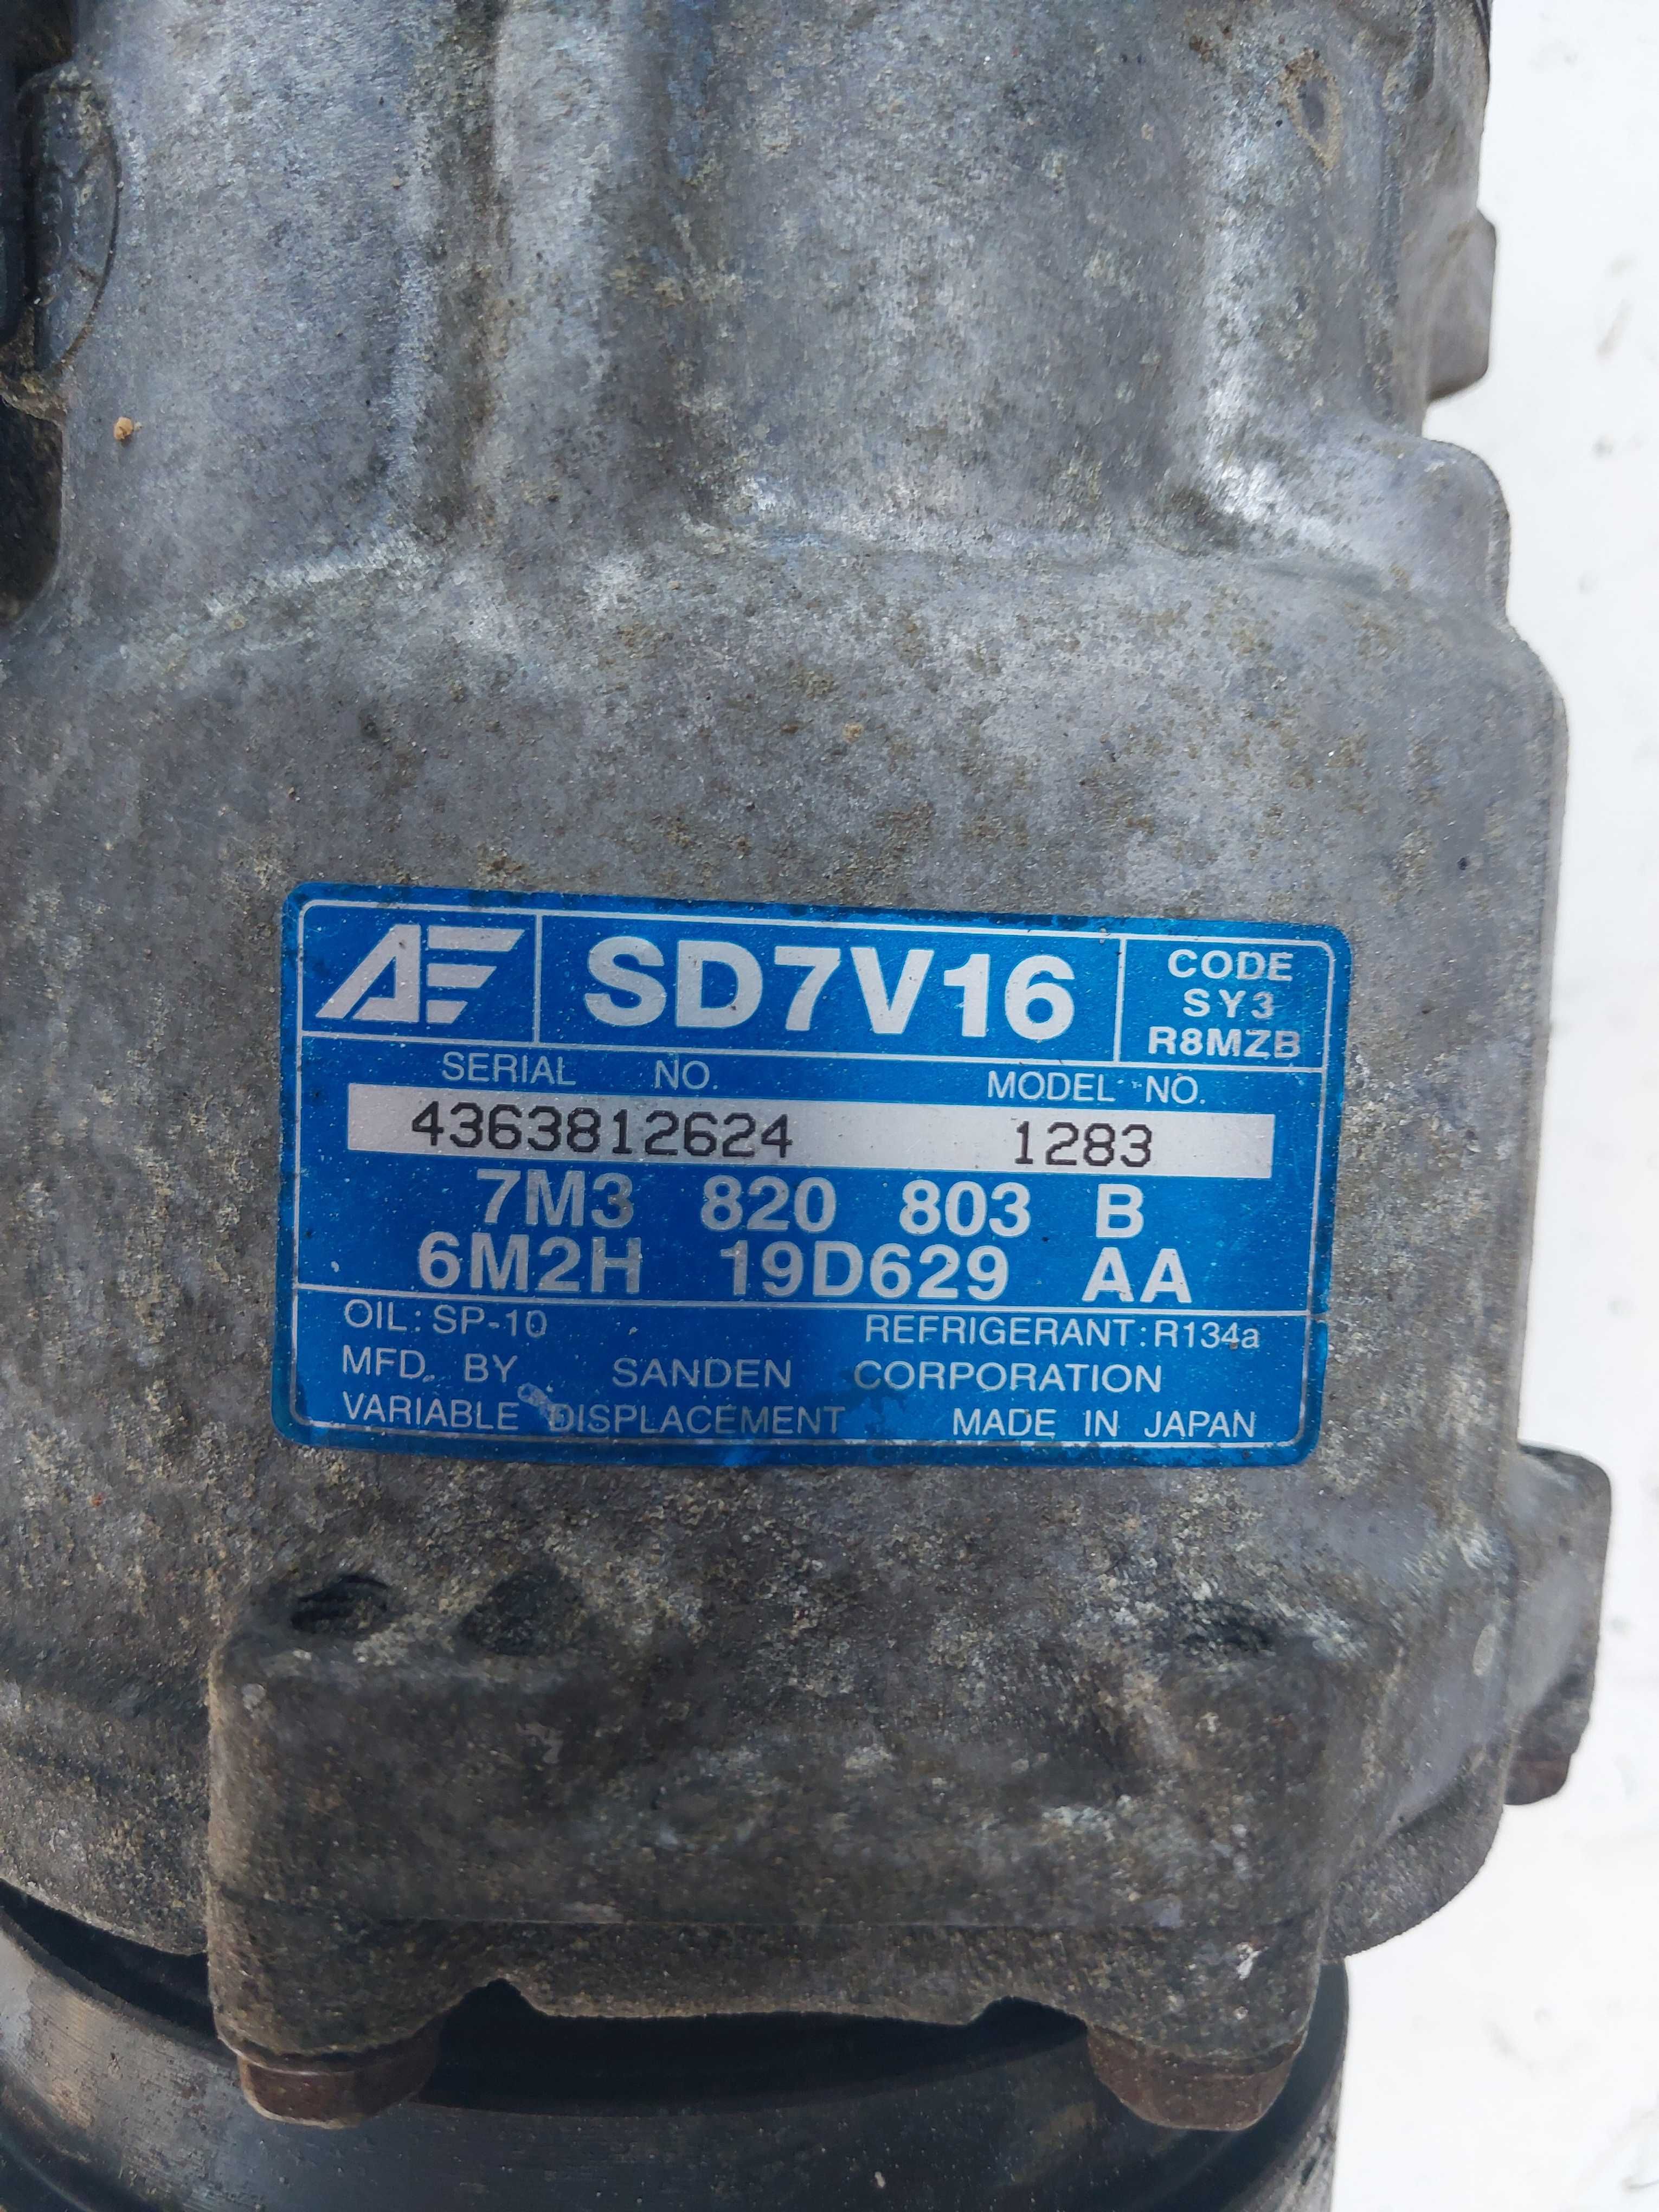 AE SD7V16 CODE
SY3
R8MZB
SERIAL NO. MODEL NO.
4363812624 1283
7M3 820 803 B
6M2H 19D629 AA
OIL: SP-10 REFRIGERANT: R134a
MFD. BY SANDEN CORPORATION
VARIABLE DISPLACEMENT MADE IN JAPAN